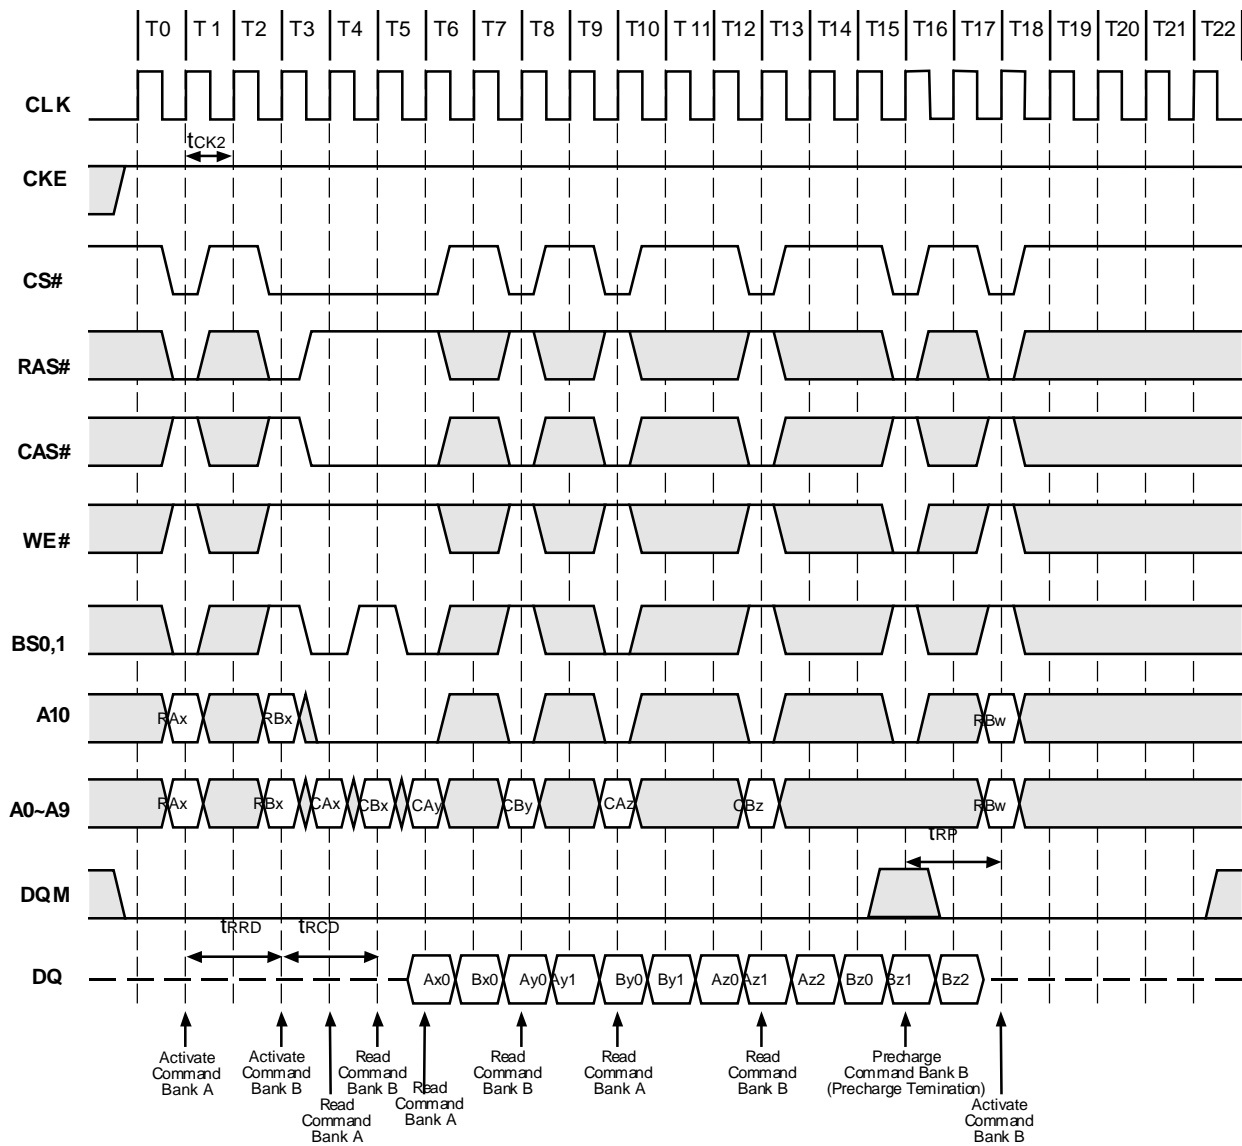 T0 T1 T2 T3 T4 T5 T6 T7 T8 T9 T10 T11 T12 T13 T14 T15 T16 T17 T18 T19 T20 T21 T22
CLK
tCK2
CKE
CS#
RAS#
CAS#
WE#
BS0,1
A10
RAx RBx RBw
A0~A9
RAx RBx CAx CBx CAy CBy CAz CBz RBw
tRP
DQM
tRRD tRCD
DQ
Ax0 Bx0 Ay0 Ay1 By0 By1 Az0 Az1 Az2 Bz0 Bz1 Bz2
Activate
Command
Bank A
Activate
Command
Bank B
Read
Command
Bank A
Read
Command
Bank B
Read
Command
Bank A
Read
Command
Bank B
Read
Command
Bank A
Read
Command
Bank B
Precharge
Command Bank B
(Precharge Temination)
Activate
Command
Bank B